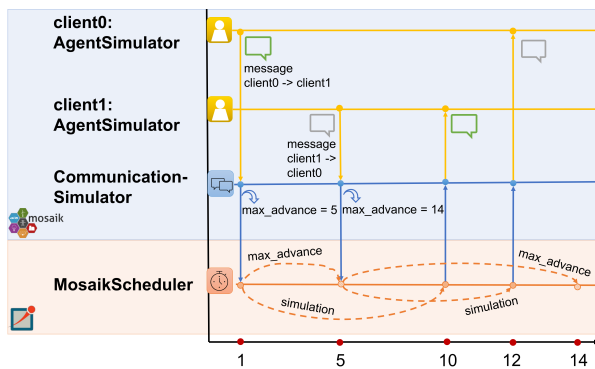 client0:
AgentSimulator
message
client0 -> client1
client1:
AgentSimulator
message
client1 ->
client0
Communication-
Simulator
max_advance = 5
max_advance = 14
mosaik
max_advance
max_advance
MosaikScheduler
simulation
simulation
1
5
10
12
14